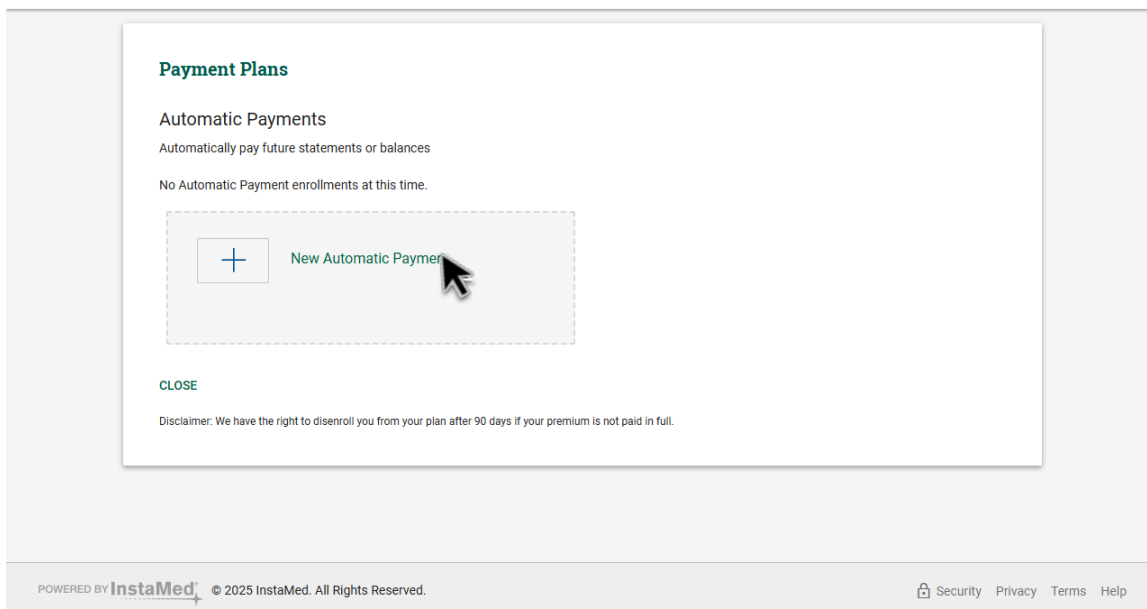 Payment Plans
Automatic Payments
Automatically pay future statements or balances
No Automatic Payment enrollments at this time.
New Automatic Paymen
CLOSE
Disclaimer: We have the right to disenroll you from your plan after 90 days if your premium is not paid in full.
POWERED BY InstaMed® © 2025 InstaMed. All Rights Reserved. Security Privacy Terms Help